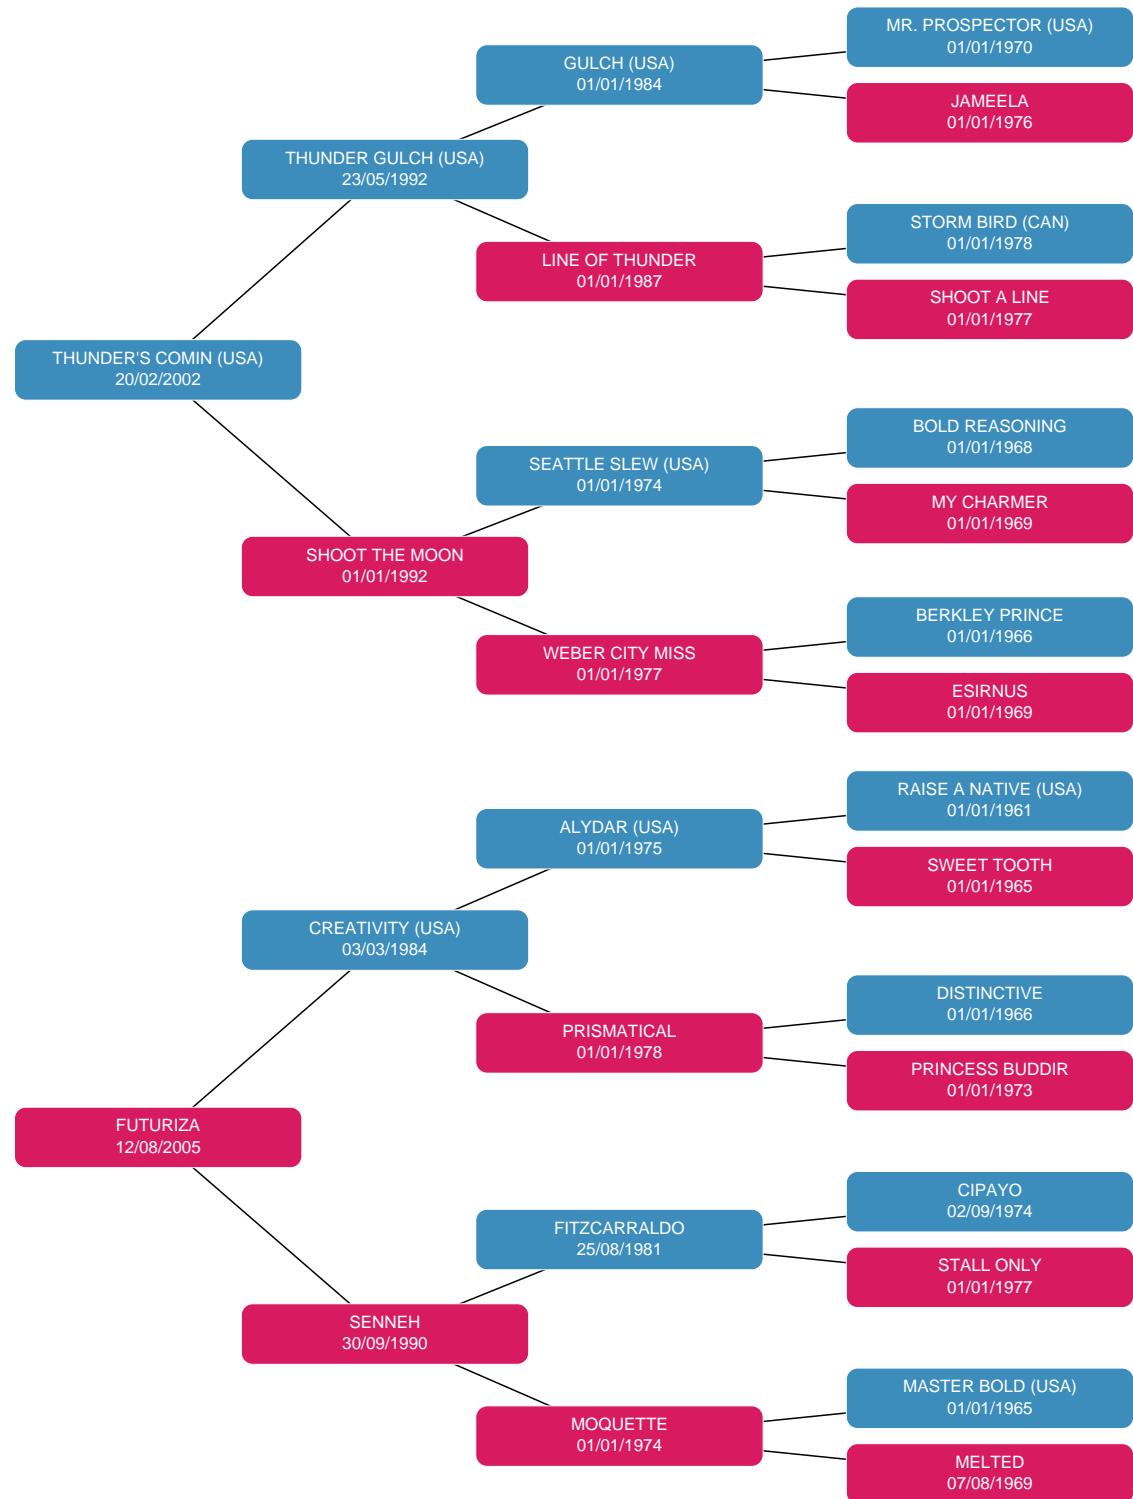 MR. PROSPECTOR (USA)
01/01/1970
GULCH (USA)
01/01/1984
JAMEELA
01/01/1976
THUNDER GULCH (USA)
23/05/1992
STORM BIRD (CAN)
01/01/1978
LINE OF THUNDER
01/01/1987
SHOOT A LINE
01/01/1977
THUNDER'S COMIN (USA)
20/02/2002
BOLD REASONING
01/01/1968
SEATTLE SLEW (USA)
01/01/1974
MY CHARMER
01/01/1969
SHOOT THE MOON
01/01/1992
BERKLEY PRINCE
01/01/1966
WEBER CITY MISS
01/01/1977
ESIRNUS
01/01/1969
RAISE A NATIVE (USA)
01/01/1961
ALYDAR (USA)
01/01/1975
SWEET TOOTH
01/01/1965
CREATIVITY (USA)
03/03/1984
DISTINCTIVE
01/01/1966
PRISMATICAL
01/01/1978
PRINCESS BUDDIR
01/01/1973
FUTURIZA
12/08/2005
CIPAYO
02/09/1974
FITZCARRALDO
25/08/1981
STALL ONLY
01/01/1977
SENNEH
30/09/1990
MASTER BOLD (USA)
01/01/1965
MOQUETTE
01/01/1974
MELTED
07/08/1969